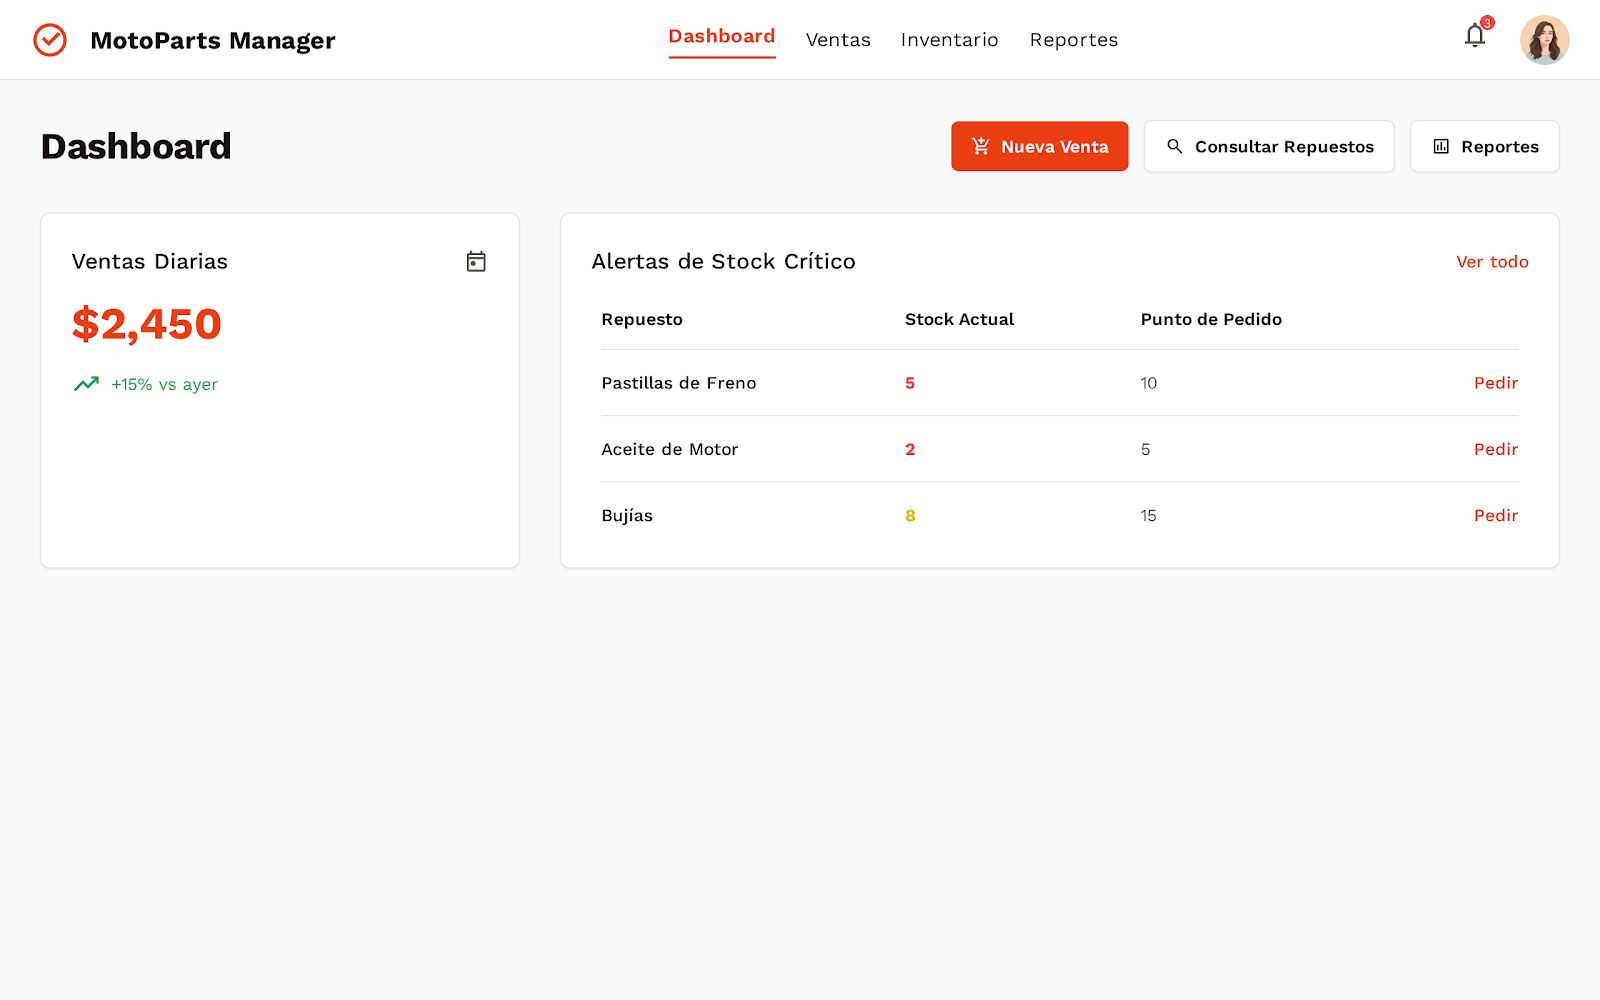 MotoParts Manager
Dashboard Ventas Inventario Reportes
3
Dashboard
Nueva Venta
Consultar Repuestos
Reportes
Ventas Diarias
$2,450
+15% vs ayer
Alertas de Stock Crítico
Ver todo
Repuesto Stock Actual Punto de Pedido
Pastillas de Freno 5 10 Pedir
Aceite de Motor 2 5 Pedir
Bujías 8 15 Pedir